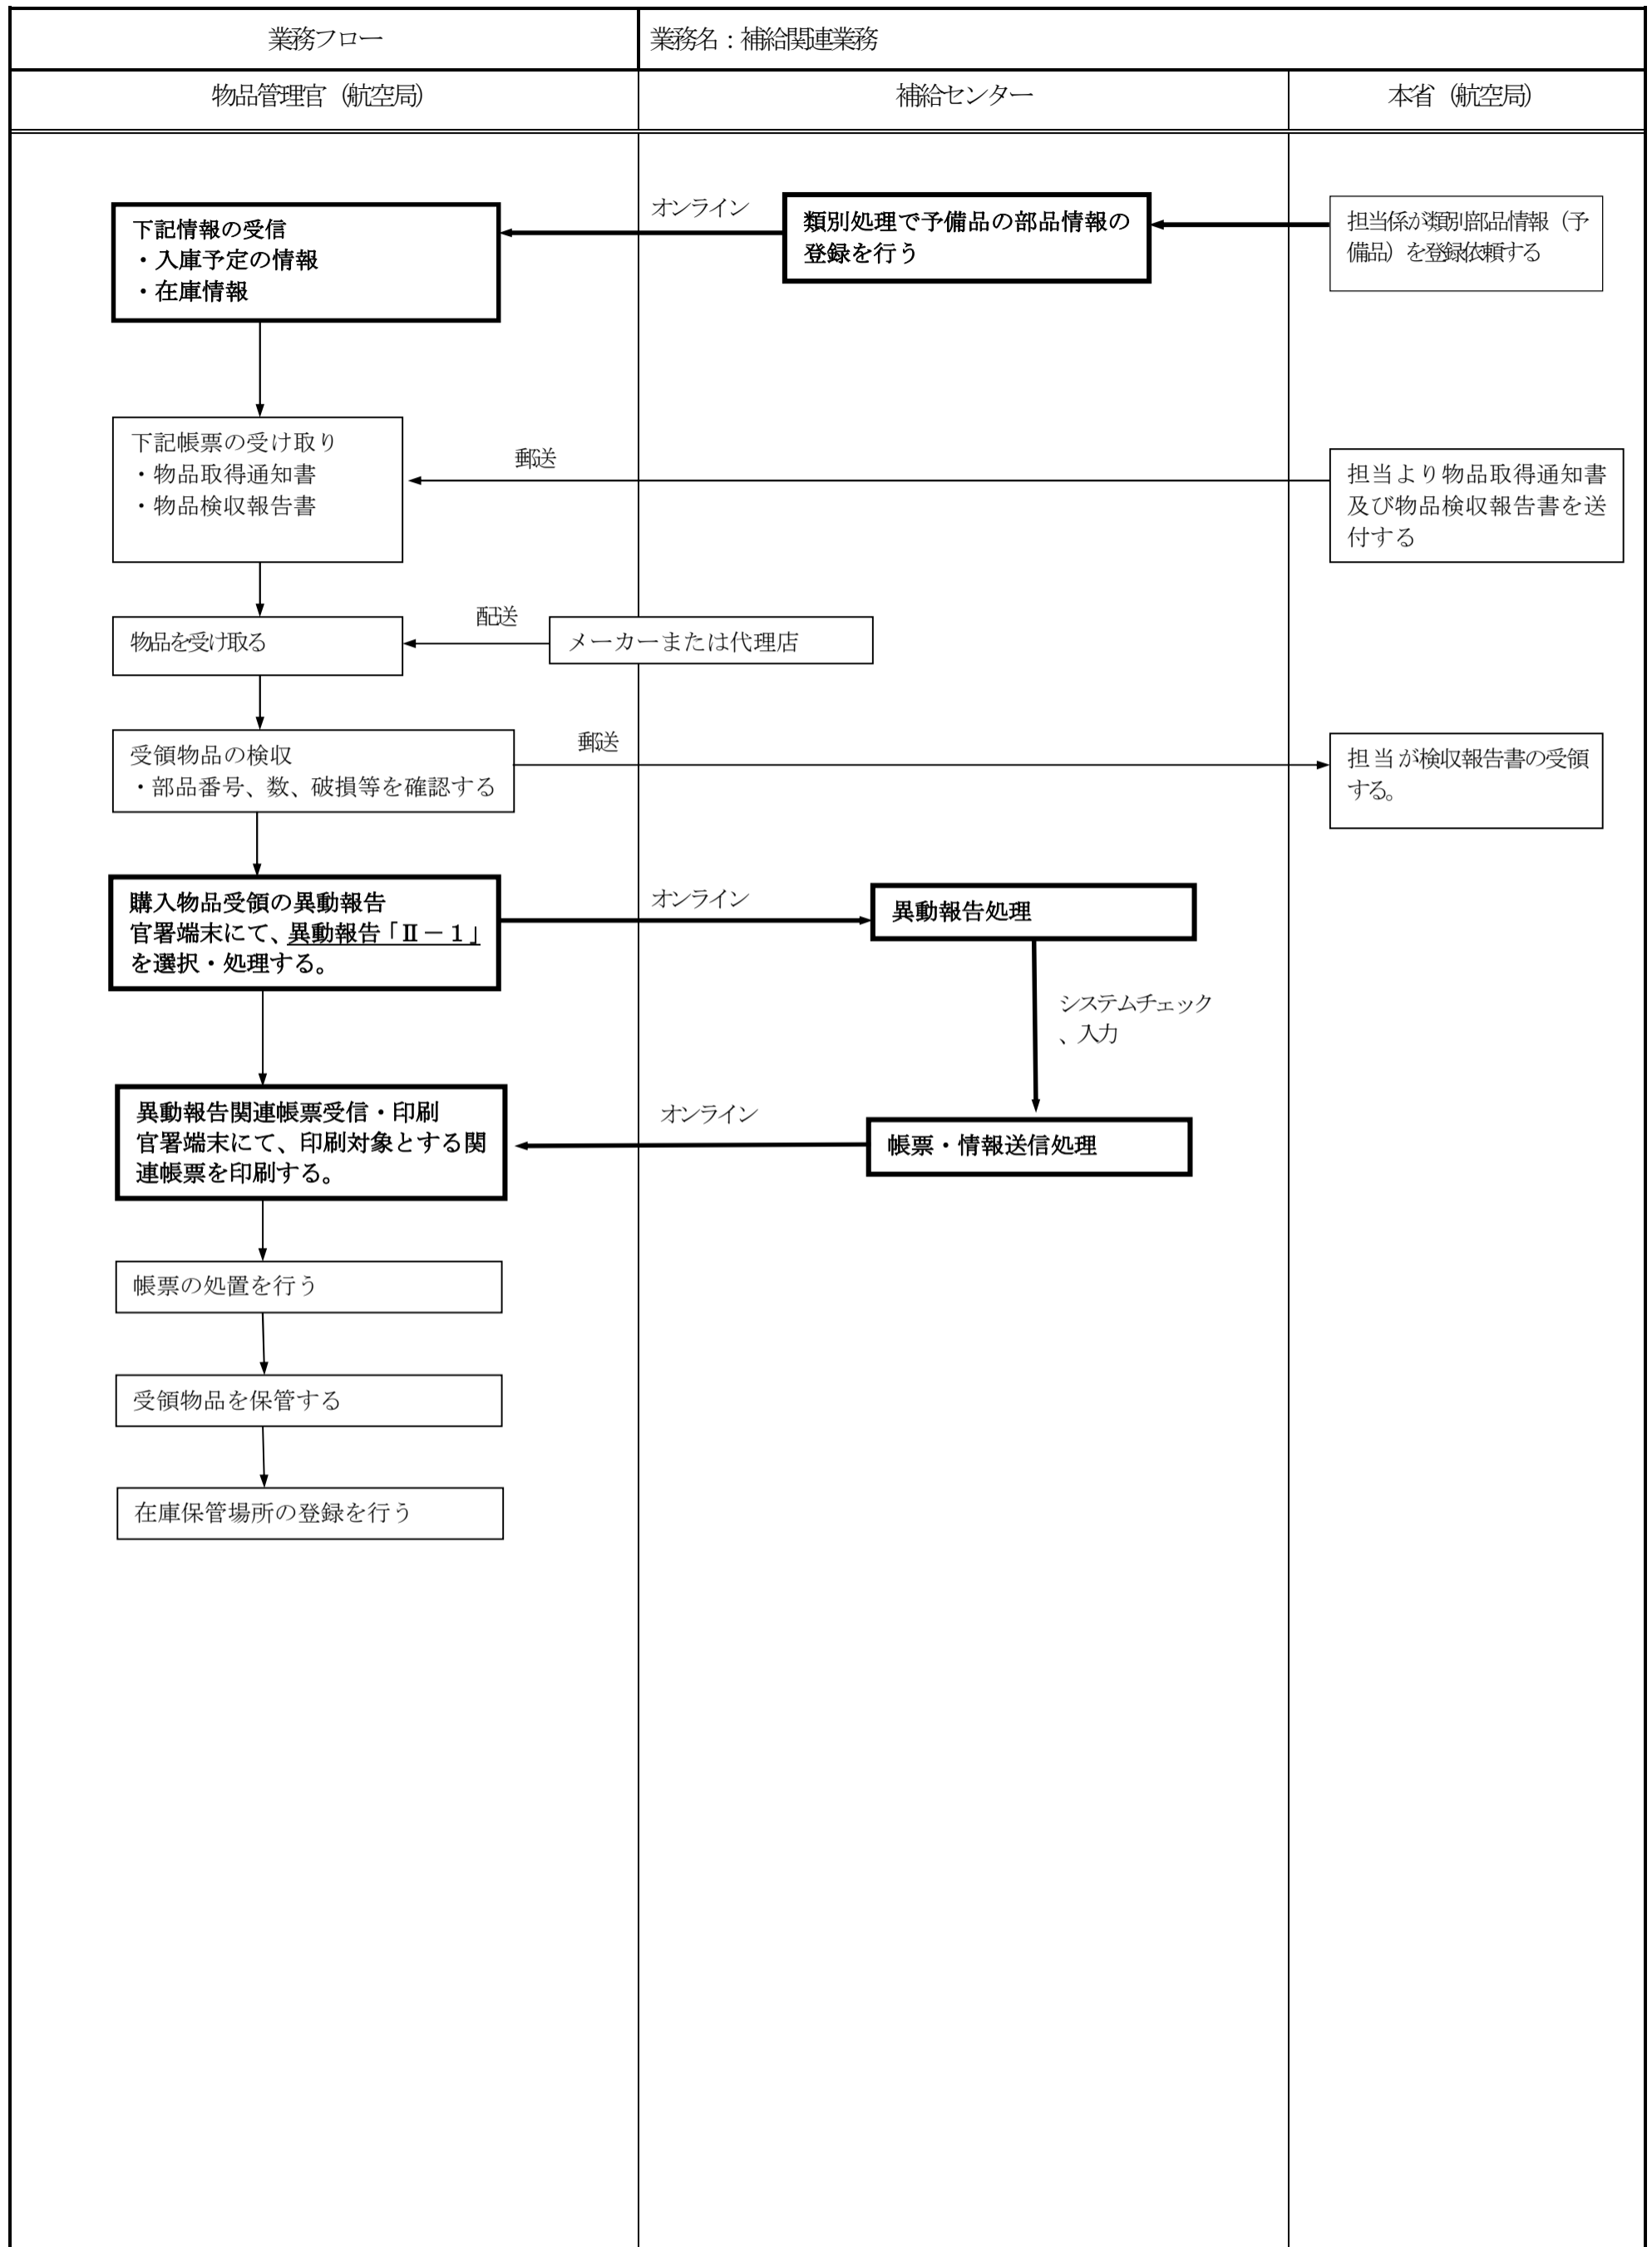 業務フロー
業務名：補給関連業務
物品管理官（航空局）
補給センター
本省（航空局）
下記情報の受信
・入庫予定の情報
・在庫情報
オンライン
類別処理で予備品の部品情報の
登録を行う
担当係が類別部品情報（予
備品）を登録依頼する
下記帳票の受け取り
・物品取得通知書
・物品検収報告書
郵送
担当より物品取得通知書
及び物品検収報告書を送
付する
物品を受け取る
配送
メーカーまたは代理店
受領物品の検収
・部品番号、数、破損等を確認する
郵送
担当が検収報告書の受領
する。
購入物品受領の異動報告
官署端末にて、異動報告「Ⅱ－１」
を選択・処理する。
オンライン
異動報告処理
システムチェック
、入力
異動報告関連帳票受信・印刷
官署端末にて、印刷対象とする関
連帳票を印刷する。
オンライン
帳票・情報送信処理
帳票の処置を行う
受領物品を保管する
在庫保管場所の登録を行う